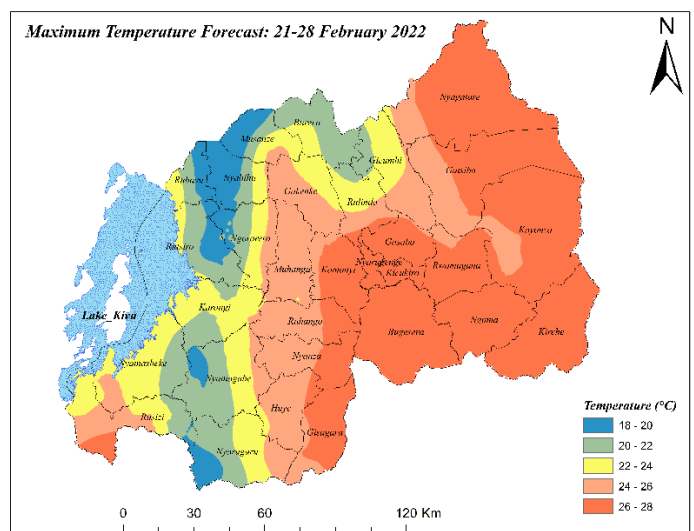 Maximum Temperature Forecast: 21-28 February 2022
N
Nyagatare
Burera
Musanze
Gicumbi
Rubavu
Nyabihu
Gatsibo
Gakenke
Rulindo
Kayonza
Rutsiro
Ngororero
Gasabo
Muhanga
Kamonyi
Nyarugenge
Kicukiro
Rwamagana
Lake_Kivu
Karongi
Ruhango
Bugesera
Ngoma
Kirehe
Nyamasheke
Nyanza
Nyamagabe
Rusizi
Huye
Gisagara
Nyaruguru
Temperature (°C)
18 - 20
20 - 22
22 - 24
24 - 26
26 - 28
0 30 60 120 Km